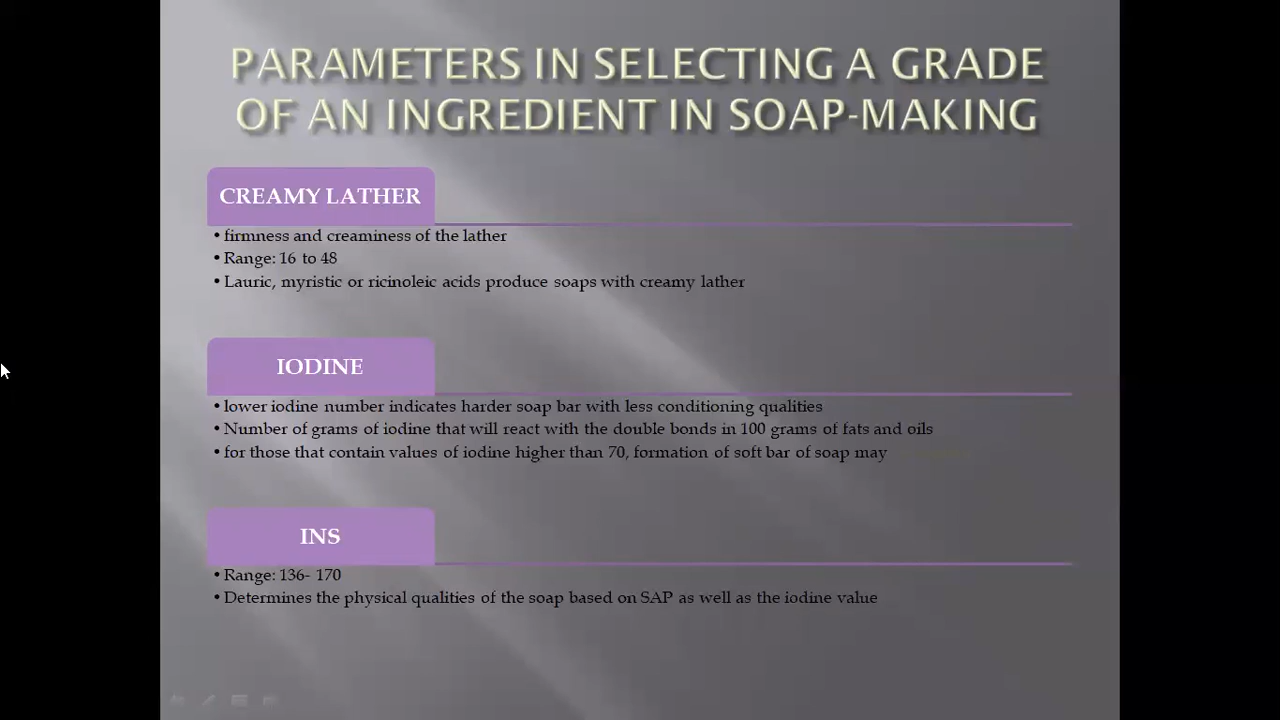 PARAMETERS IN SELECTING A GRADE
OF AN INGREDIENT IN SOAP-MAKING
CREAMY LATHER
• firmness and creaminess of the lather
• Range: 16 to 48
• Lauric, myristic or ricinoleic acids produce soaps with creamy lather
IODINE
• lower iodine number indicates harder soap bar with less conditioning qualities
• Number of grams of iodine that will react with the double bonds in 100 grams of fats and oils
• for those that contain values of iodine higher than 70, formation of soft bar of soap may
INS
• Range: 136- 170
• Determines the physical qualities of the soap based on SAP as well as the iodine value